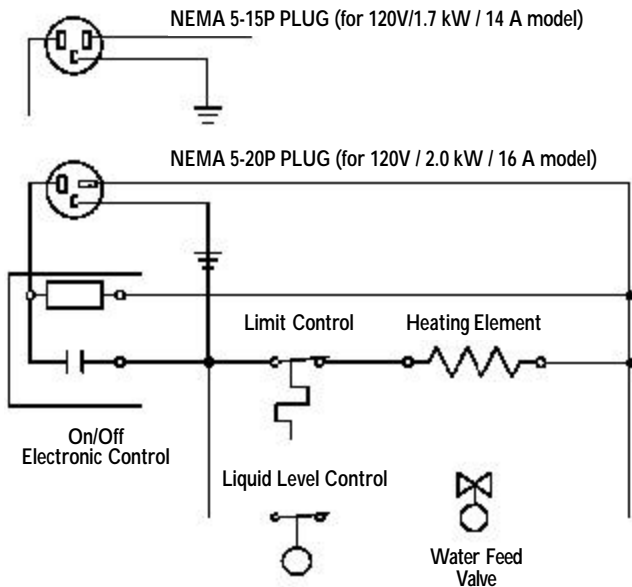 NEMA 5-15P PLUG (for 120V/1.7 kW / 14 A model)
NEMA 5-20P PLUG (for 120V / 2.0 kW / 16 A model)
Limit Control
Heating Element
On/Off
Electronic Control
Liquid Level Control
Water Feed
Valve